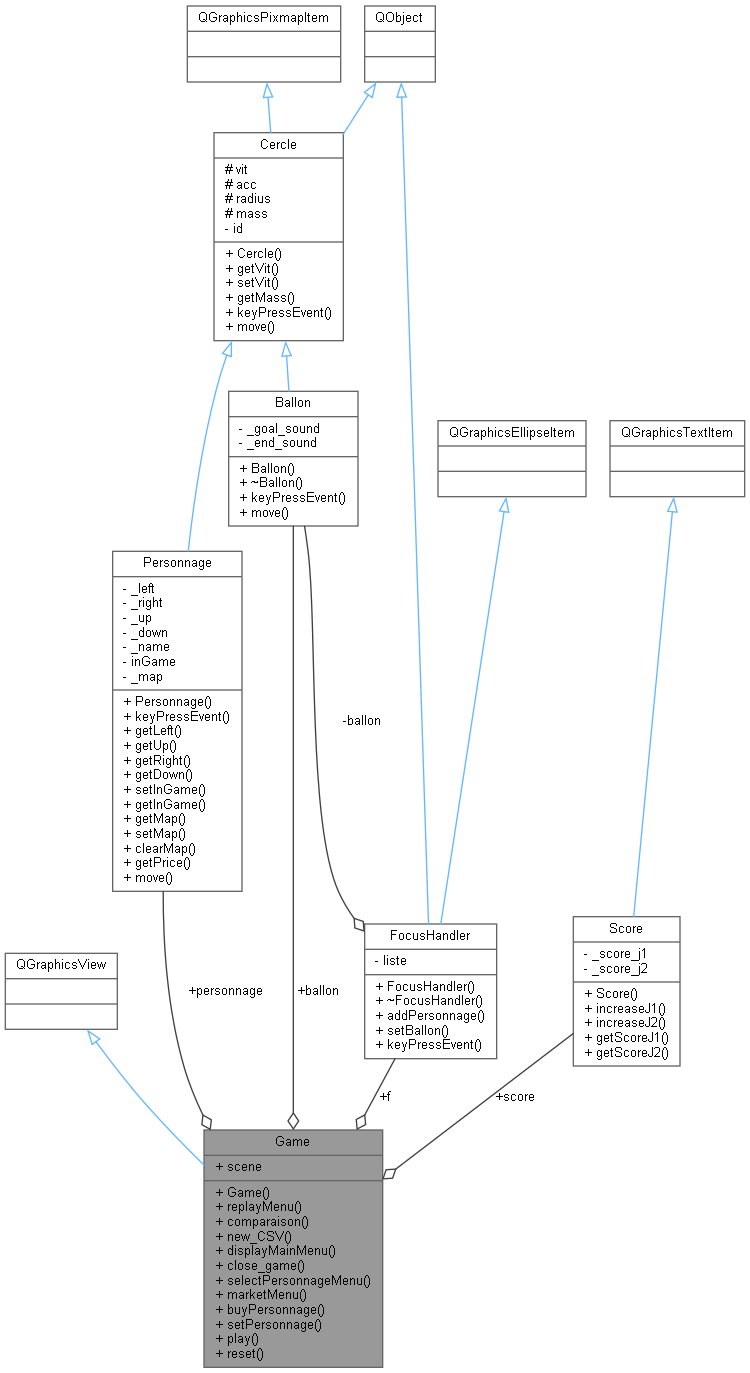 QGraphicsPixmapItem
QObject
Cercle
# vit
# acc
# radius
# mass
- id
+ Cercle()
+ getVit()
+ setVit()
+ getMass()
+ keyPressEvent()
+ move()
Ballon
- _goal_sound
- _end_sound
+ Ballon()
+ ~Ballon()
+ keyPressEvent()
+ move()
QGraphicsEllipseItem
QGraphicsTextItem
Personnage
- _left
- _right
- _up
- _down
- _name
- inGame
- _map
+ Personnage()
+ keyPressEvent()
+ getLeft()
+ getUp()
+ getRight()
+ getDown()
+ setInGame()
+ getInGame()
+ getMap()
+ setMap()
+ clearMap()
+ getPrice()
+ move()
-ballon
FocusHandler
- liste
+ FocusHandler()
+ ~FocusHandler()
+ addPersonnage()
+ setBallon()
+ keyPressEvent()
Score
- _score_j1
- _score_j2
+ Score()
+ increaseJ1()
+ increaseJ2()
+ getScoreJ1()
+ getScoreJ2()
QGraphicsView
+personnage
+ballon
+f
+score
Game
+ scene
+ Game()
+ replayMenu()
+ comparaison()
+ new_CSV()
+ displayMainMenu()
+ close_game()
+ selectPersonnageMenu()
+ marketMenu()
+ buyPersonnage()
+ setPersonnage()
+ play()
+ reset()